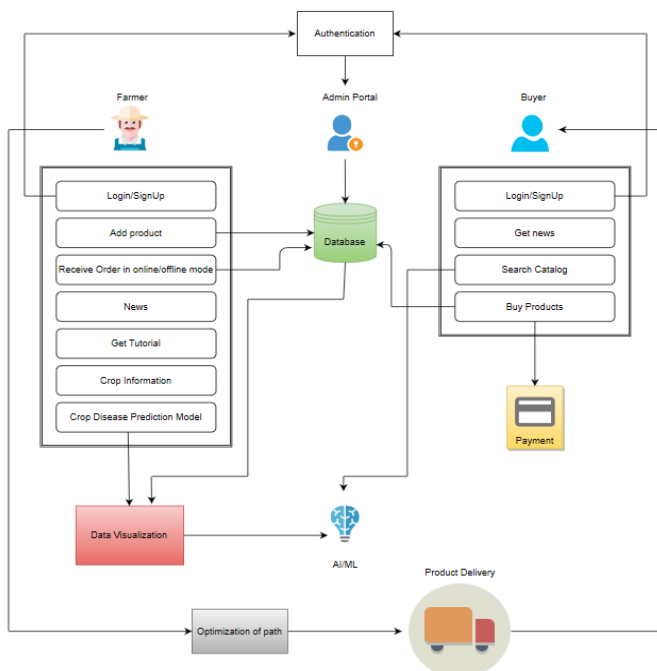 Authentication
Farmer
Admin Portal
Buyer
Login/SignUp
Add product
Receive Order in online/offline mode
News
Get Tutorial
Crop Information
Crop Disease Prediction Model
Database
Login/SignUp
Get news
Search Catalog
Buy Products
Payment
Data Visualization
AI/ML
Product Delivery
Optimization of path